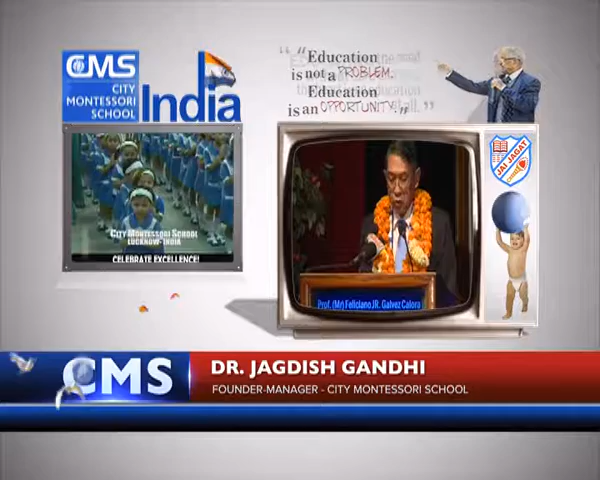 CMS
CITY
MONTESSORI
SCHOOL
India
"Education
is not a PROBLEM.
Education
is an OPPORTUNITY."
JAI JAGAT
CITY MONTESSORI SCHOOL
LUCKNOW-INDIA
CELEBRATE EXCELLENCE!
Prof. (Mr) Feliciano JR. Galvez Calora
CMS
DR. JAGDISH GANDHI
FOUNDER-MANAGER - CITY MONTESSORI SCHOOL